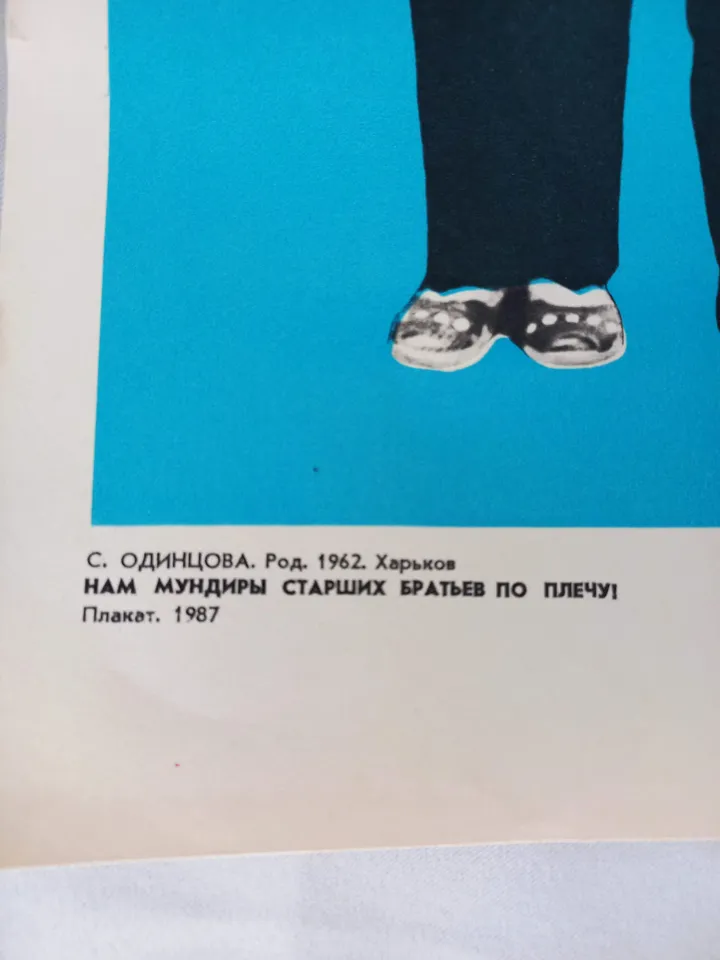 С. ОДИНЦОВА. Род. 1962. Харьков
НАМ МУНДИРЫ СТАРШИХ БРАТЬЕВ ПО ПЛЕЧУ!
Плакат. 1987